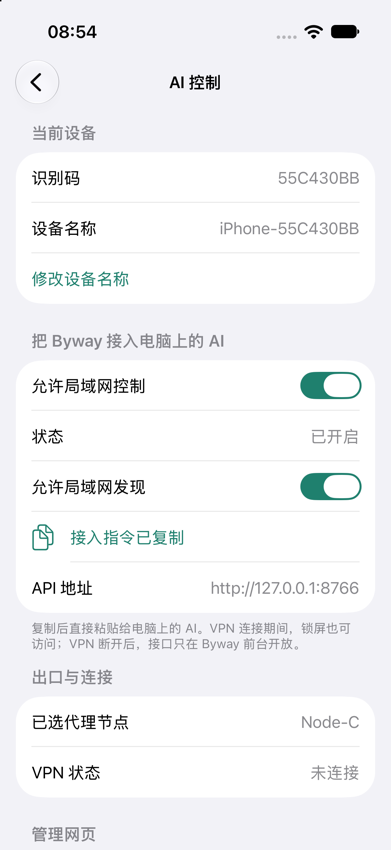 08:54
AI 控制
当前设备
识别码 55C430BB
设备名称 iPhone-55C430BB
修改设备名称
把 Byway 接入电脑上的 AI
允许局域网控制
状态 已开启
允许局域网发现
接入指令已复制
API 地址 http://127.0.0.1:8766
复制后直接粘贴给电脑上的 AI。VPN 连接期间，锁屏也可
访问；VPN 断开后，接口只在 Byway 前台开放。
出口与连接
已选代理节点 Node-C
VPN 状态 未连接
管理网页